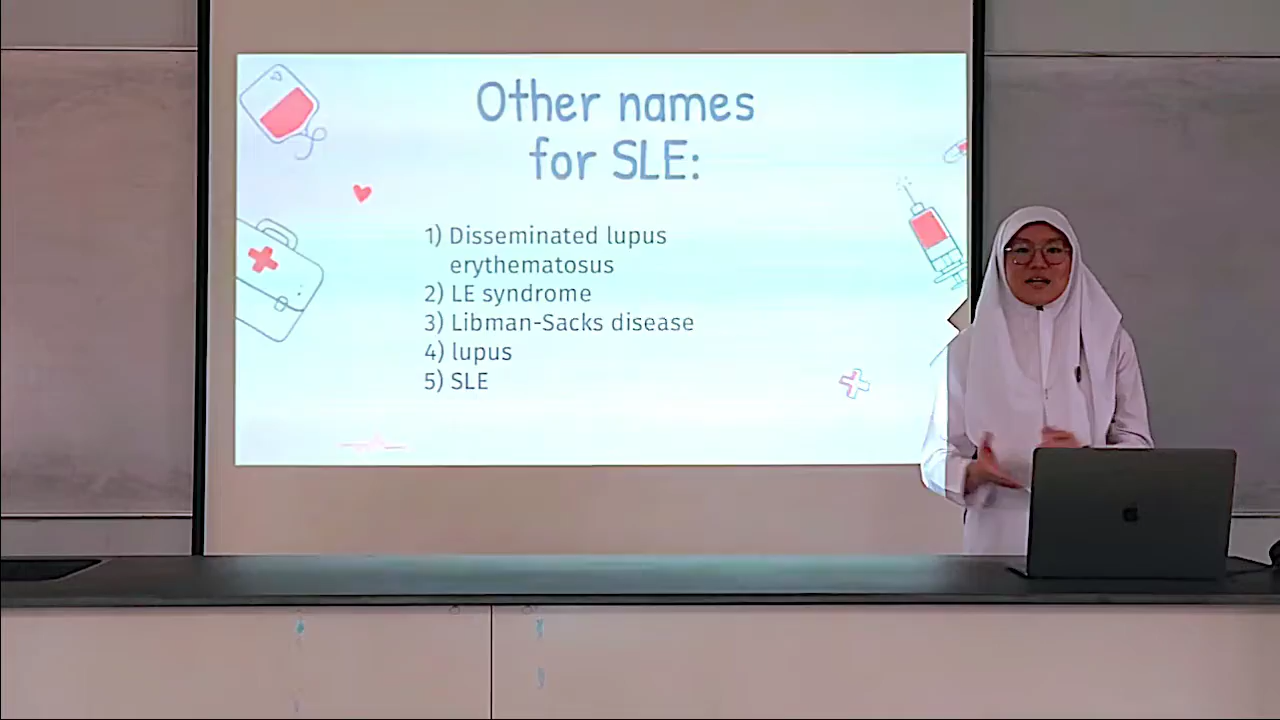 Other names
for SLE:
1) Disseminated lupus
erythematosus
2) LE syndrome
3) Libman-Sacks disease
4) lupus
5) SLE